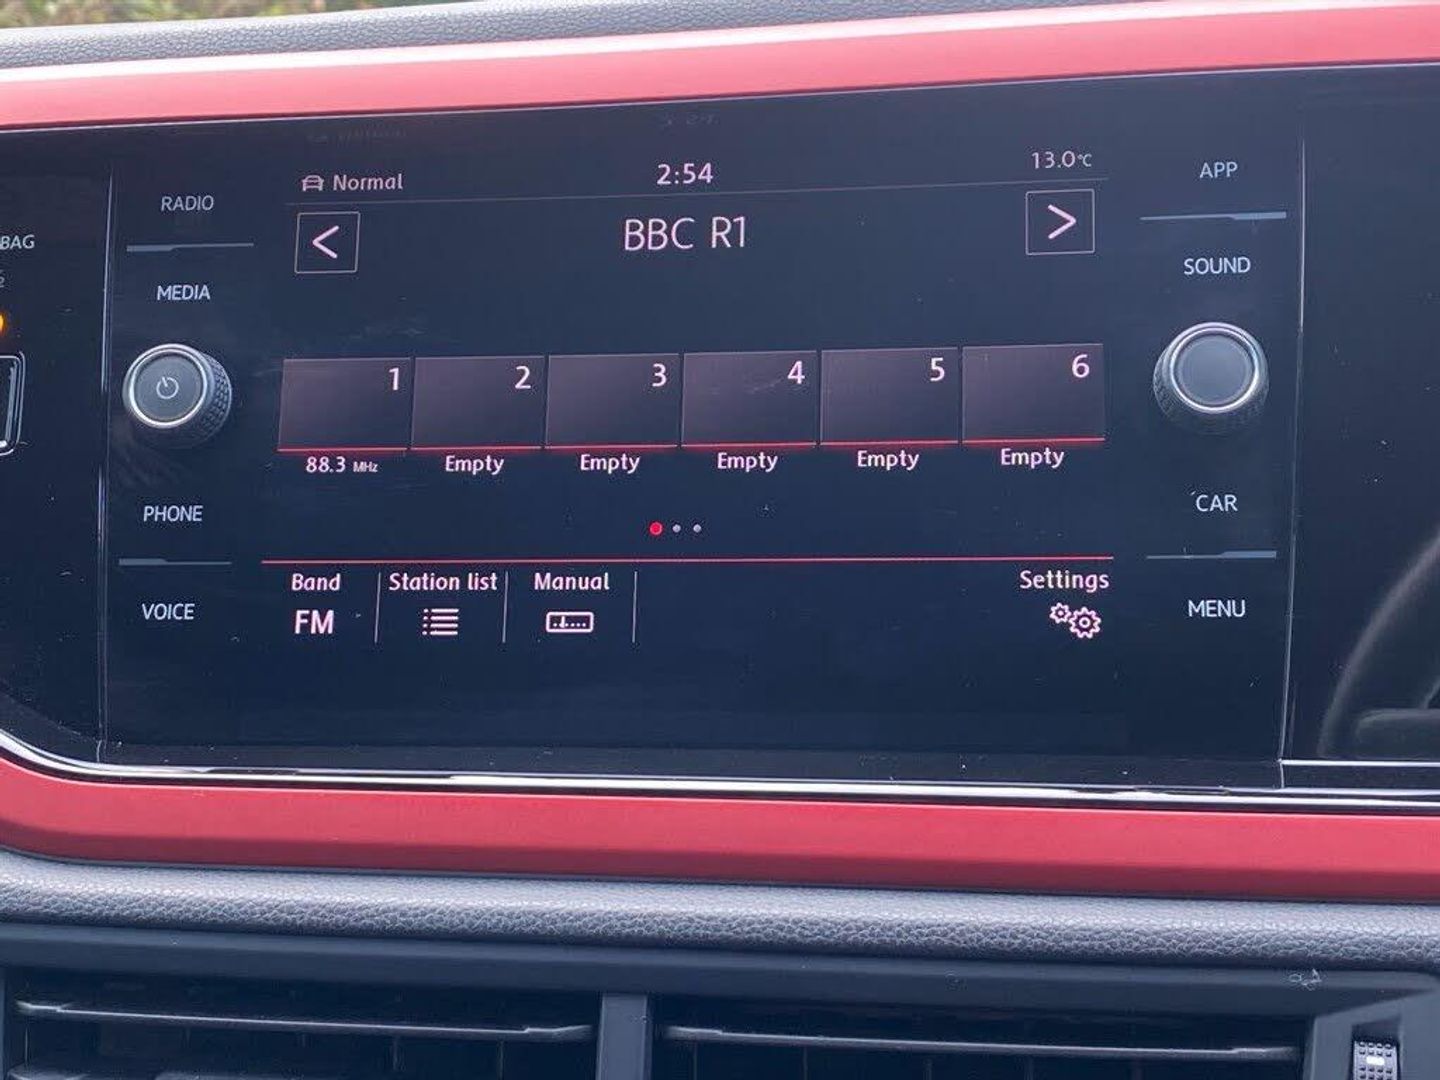 Normal 2:54 13.0°C
RADIO
APP
BBC R1
BAG
SOUND
MEDIA
1 2 3 4 5 6
88.3 MHz Empty Empty Empty Empty Empty
PHONE
CAR
Band Station list Manual Settings
FM
VOICE
MENU